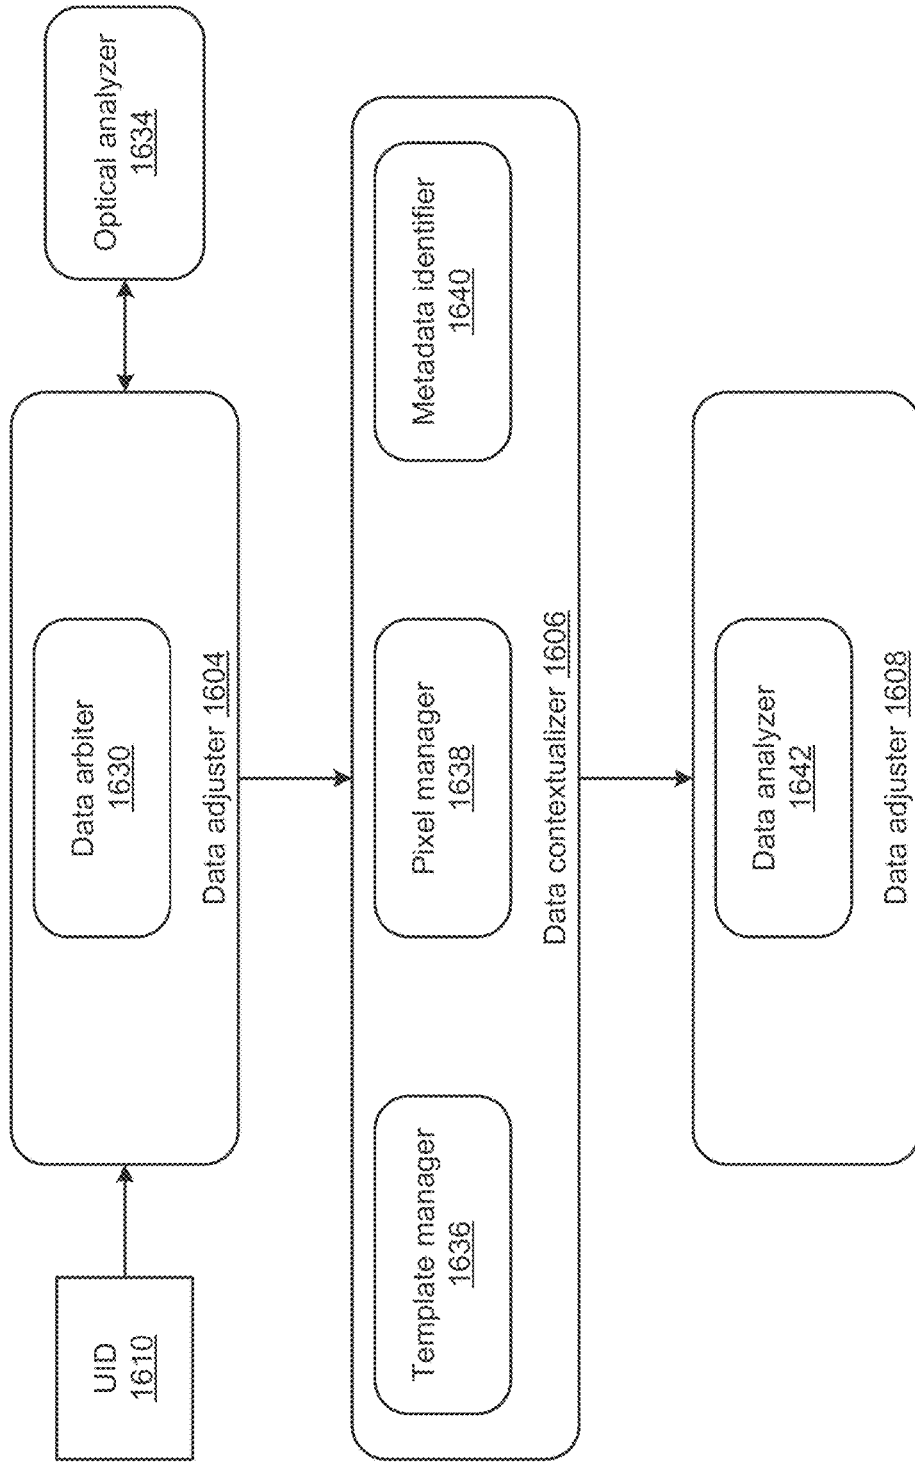 UID
1610
Data arbiter
1630
Data adjuster 1604
Optical analyzer
1634
Template manager
1636
Pixel manager
1638
Metadata identifier
1640
Data contextualizer 1606
Data analyzer
1642
Data adjuster 1608